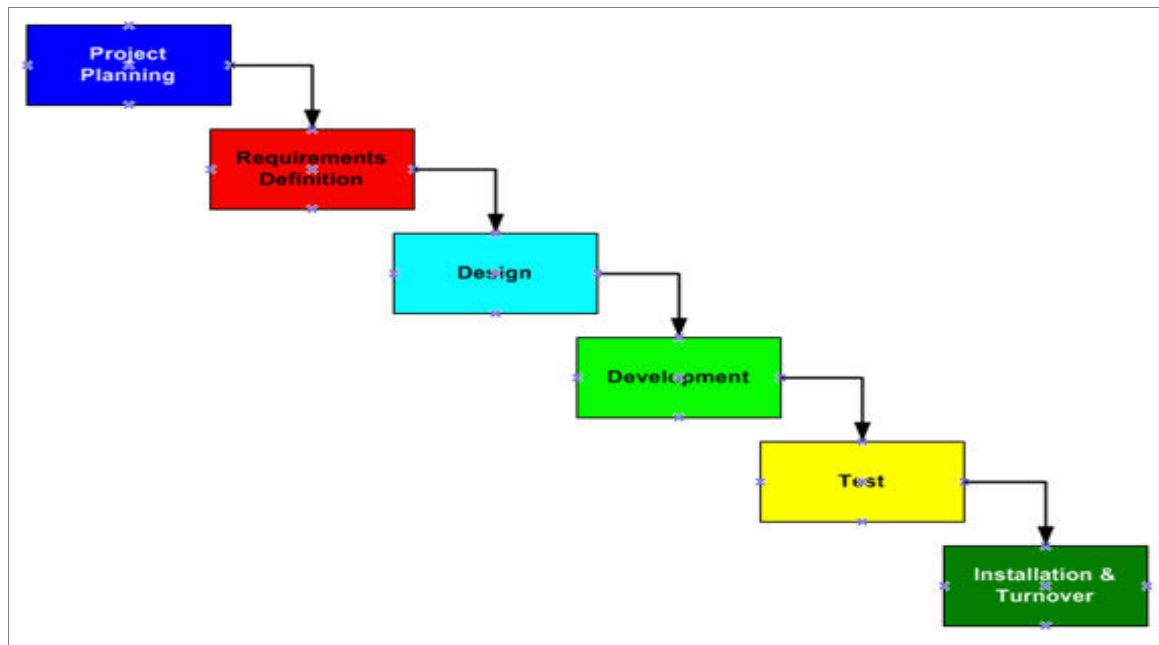 Project
Planning
Requirements
Definition
Design
Development
Test
Installation &
Turnover